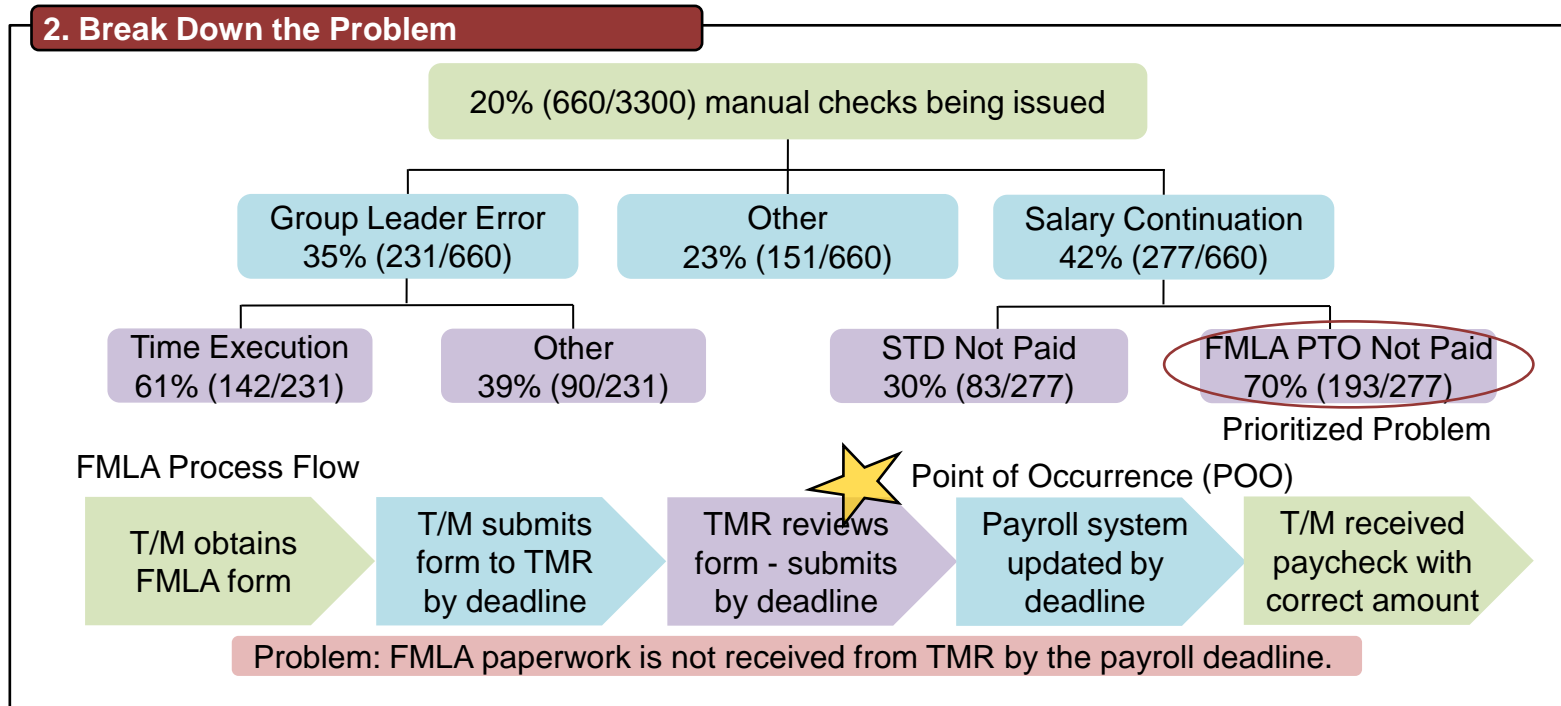 2. Break Down the Problem
20% (660/3300) manual checks being issued
Group Leader Error
35% (231/660)
Other
23% (151/660)
Salary Continuation
42% (277/660)
Time Execution
61% (142/231)
Other
39% (90/231)
STD Not Paid
30% (83/277)
FMLA PTO Not Paid
70% (193/277)
Prioritized Problem
FMLA Process Flow
Point of Occurrence (POO)
T/M obtains
FMLA form
T/M submits
form to TMR
by deadline
TMR reviews
form - submits
by deadline
Payroll system
updated by
deadline
T/M received
paycheck with
correct amount
Problem: FMLA paperwork is not received from TMR by the payroll deadline.